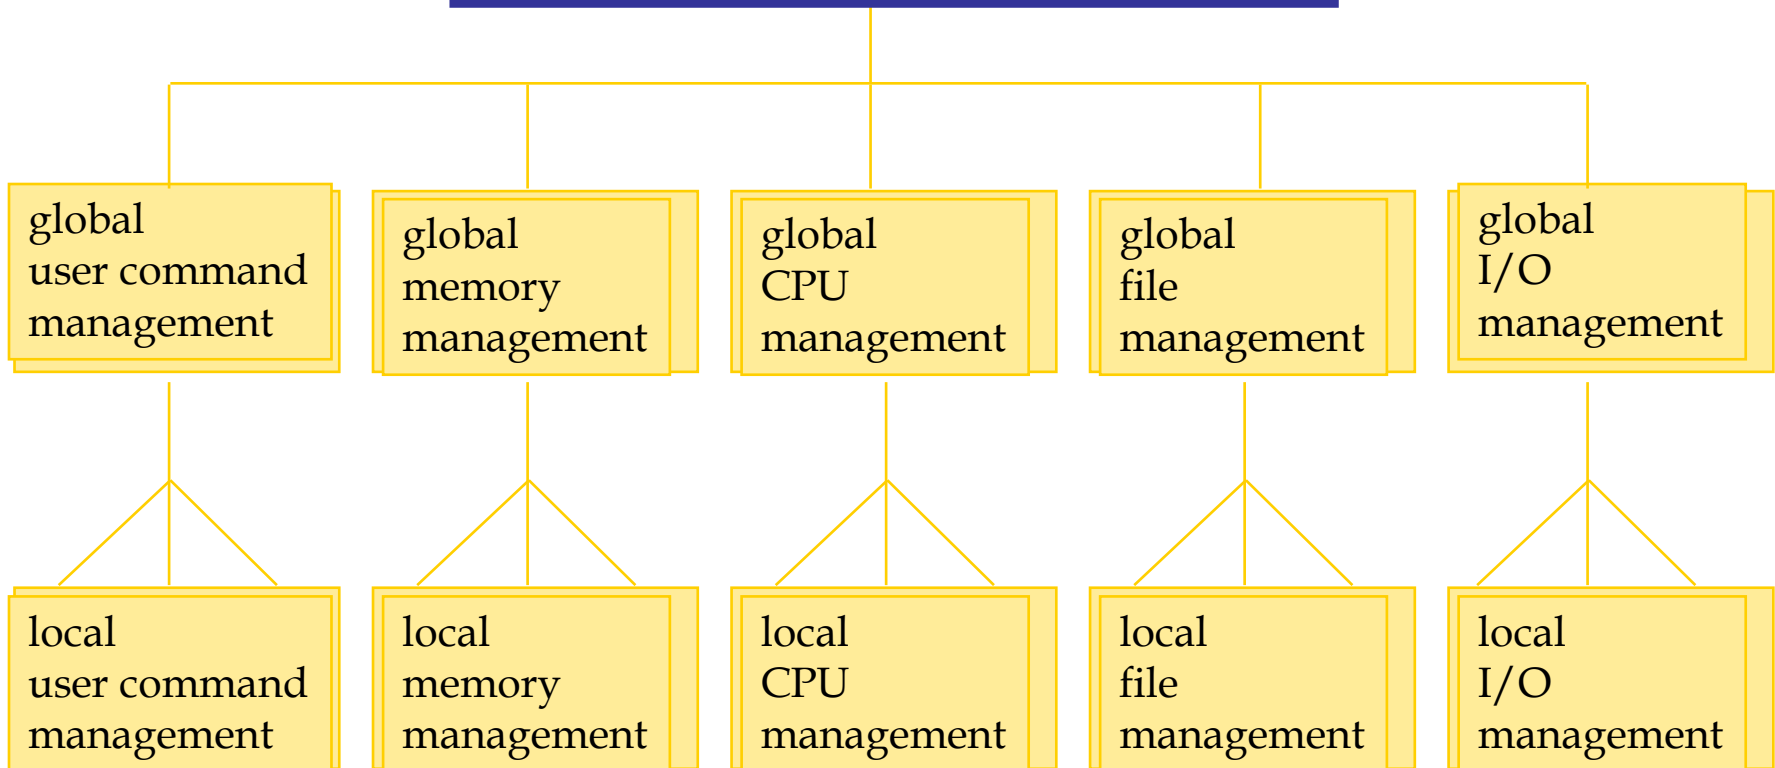 global
user command
management
global
memory
management
global
CPU
management
global
file
management
global
I/O
management
local
user command
management
local
memory
management
local
CPU
management
local
file
management
local
I/O
management